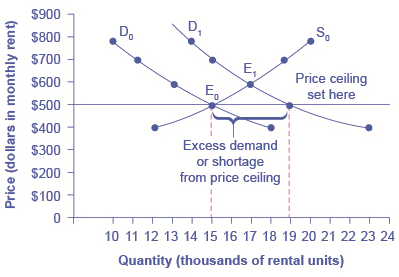 Price (dollars in monthly rent)
$900
$800
$700
$600
$500
$400
$300
$200
$100
0
D₀
D₁
S₀
E₁
E₀
Price ceiling
set here
Excess demand
or shortage
from price ceiling
10 11 12 13 14 15 16 17 18 19 20 21 22 23 24
Quantity (thousands of rental units)